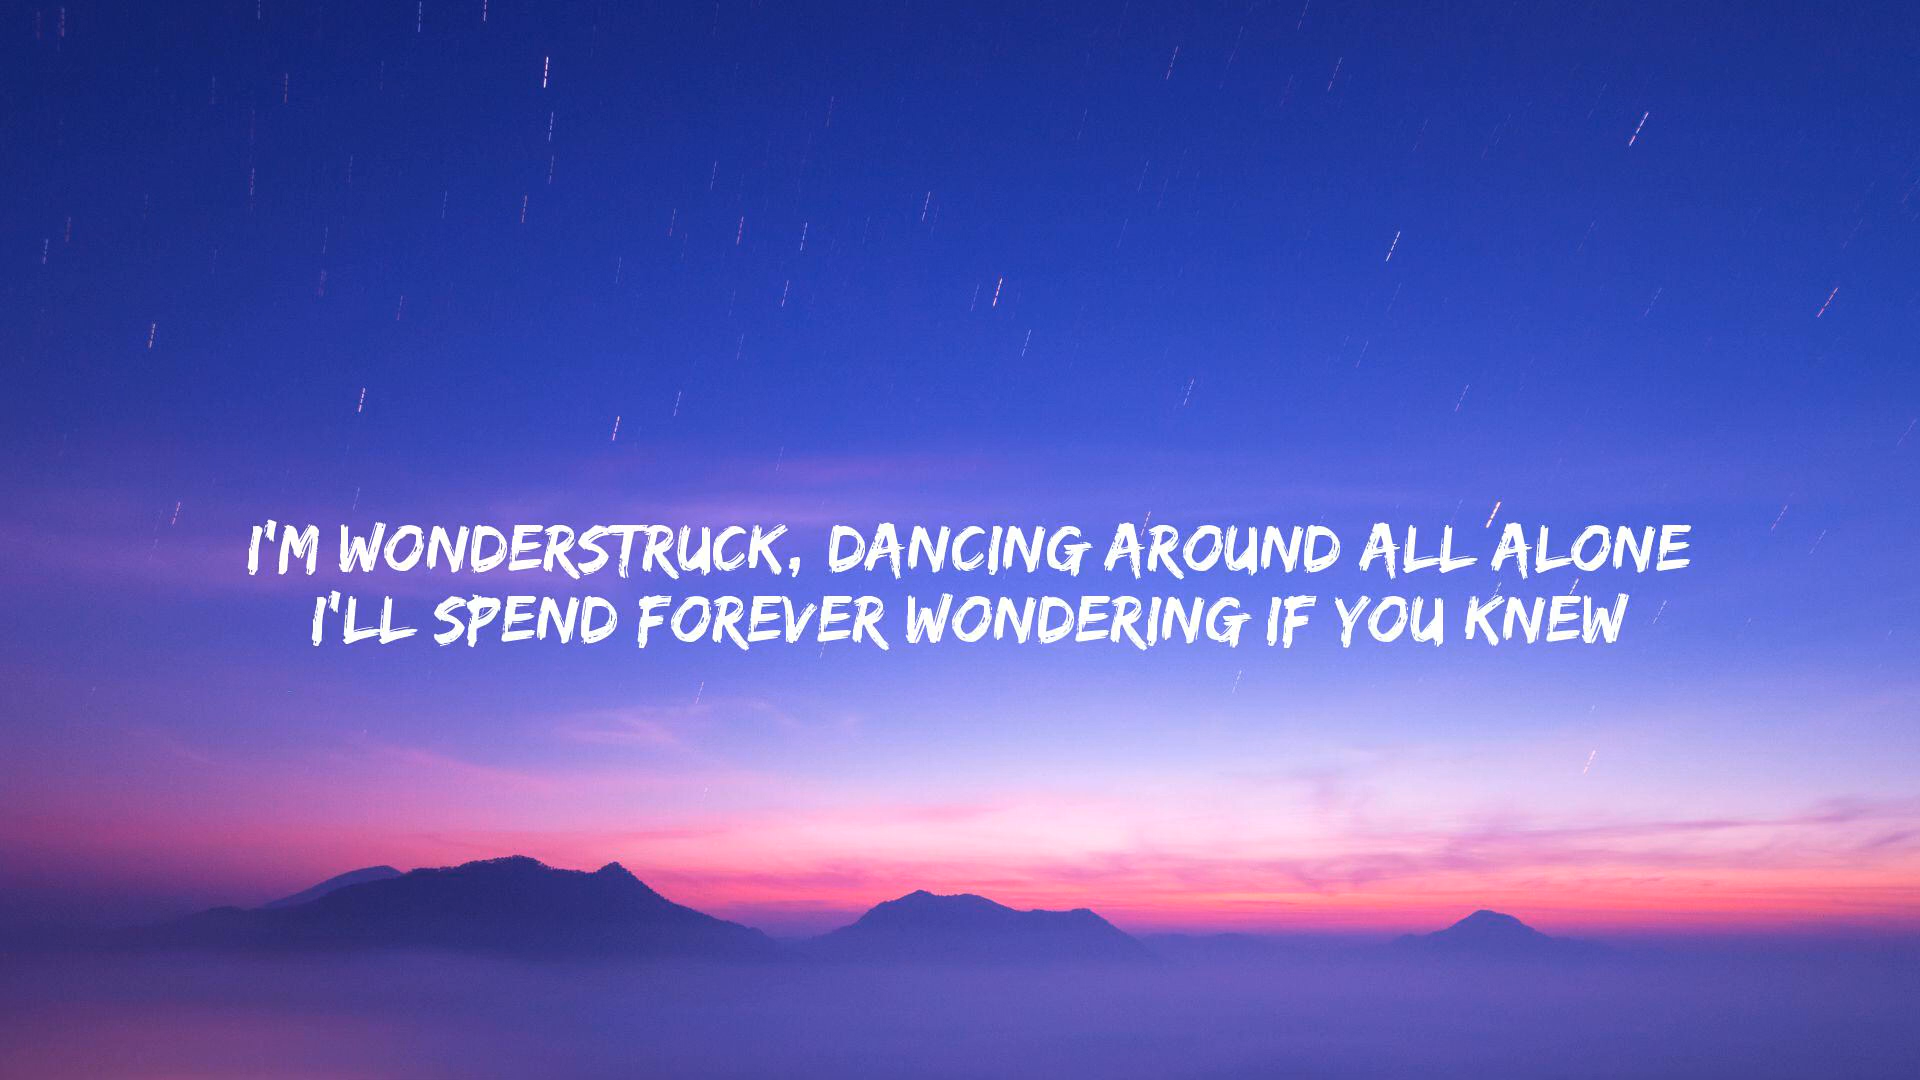 I'M WONDERSTRUCK, DANCING AROUND ALL ALONE
I'LL SPEND FOREVER WONDERING IF YOU KNEW